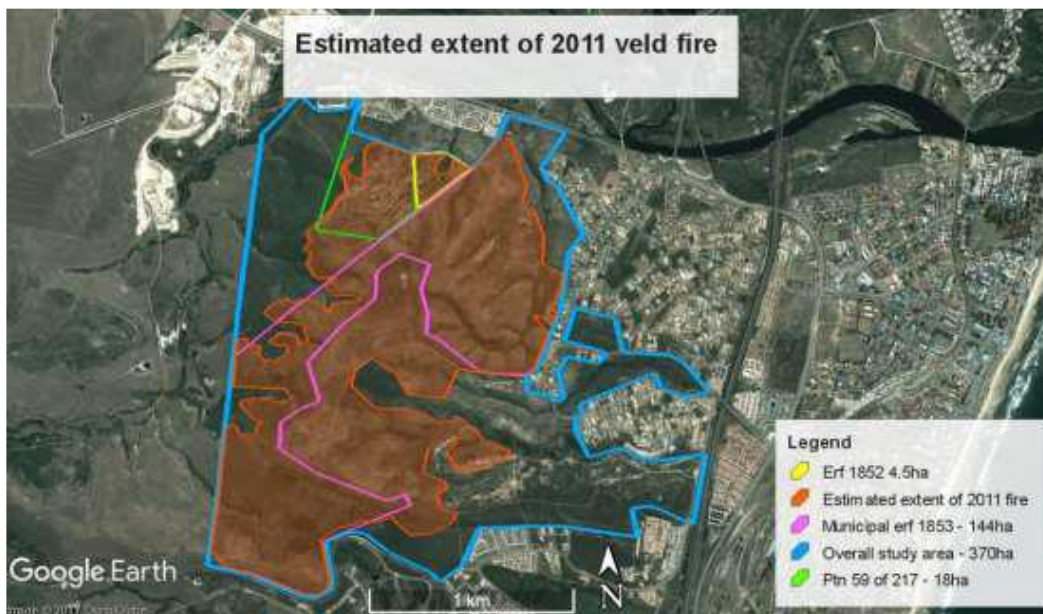 Estimated extent of 2011 veld fire
Legend
Erf 1852 4.5ha
Estimated extent of 2011 fire
Municipal erf 1853 - 144ha
Overall study area - 370ha
Ptn 59 of 217 - 18ha
Google Earth
1 km
N